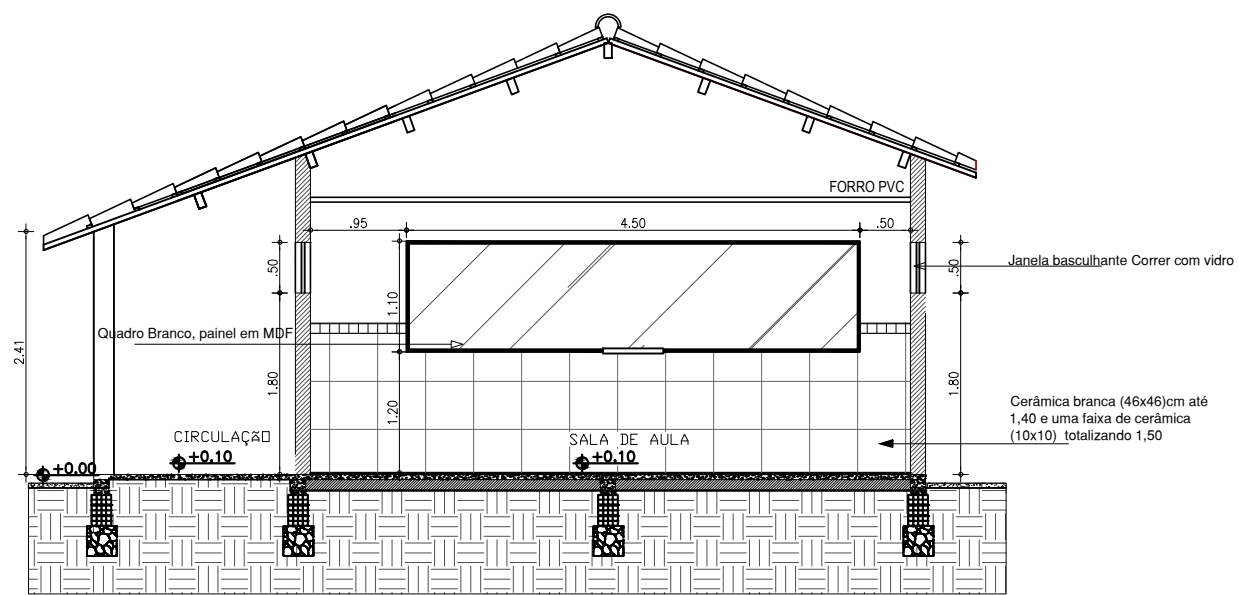 FORRO PVC
.95
4.50
.50
.50
.50
Janela basculhante Correr com vidro
1.10
Quadro Branco, painel em MDF
2.41
1.80
1.20
1.80
Cerâmica branca (46x46)cm até
1,40 e uma faixa de cerâmica
(10x10) totalizando 1,50
CIRCULAÇÃO
SALA DE AULA
+0.00
+0.10
+0.10